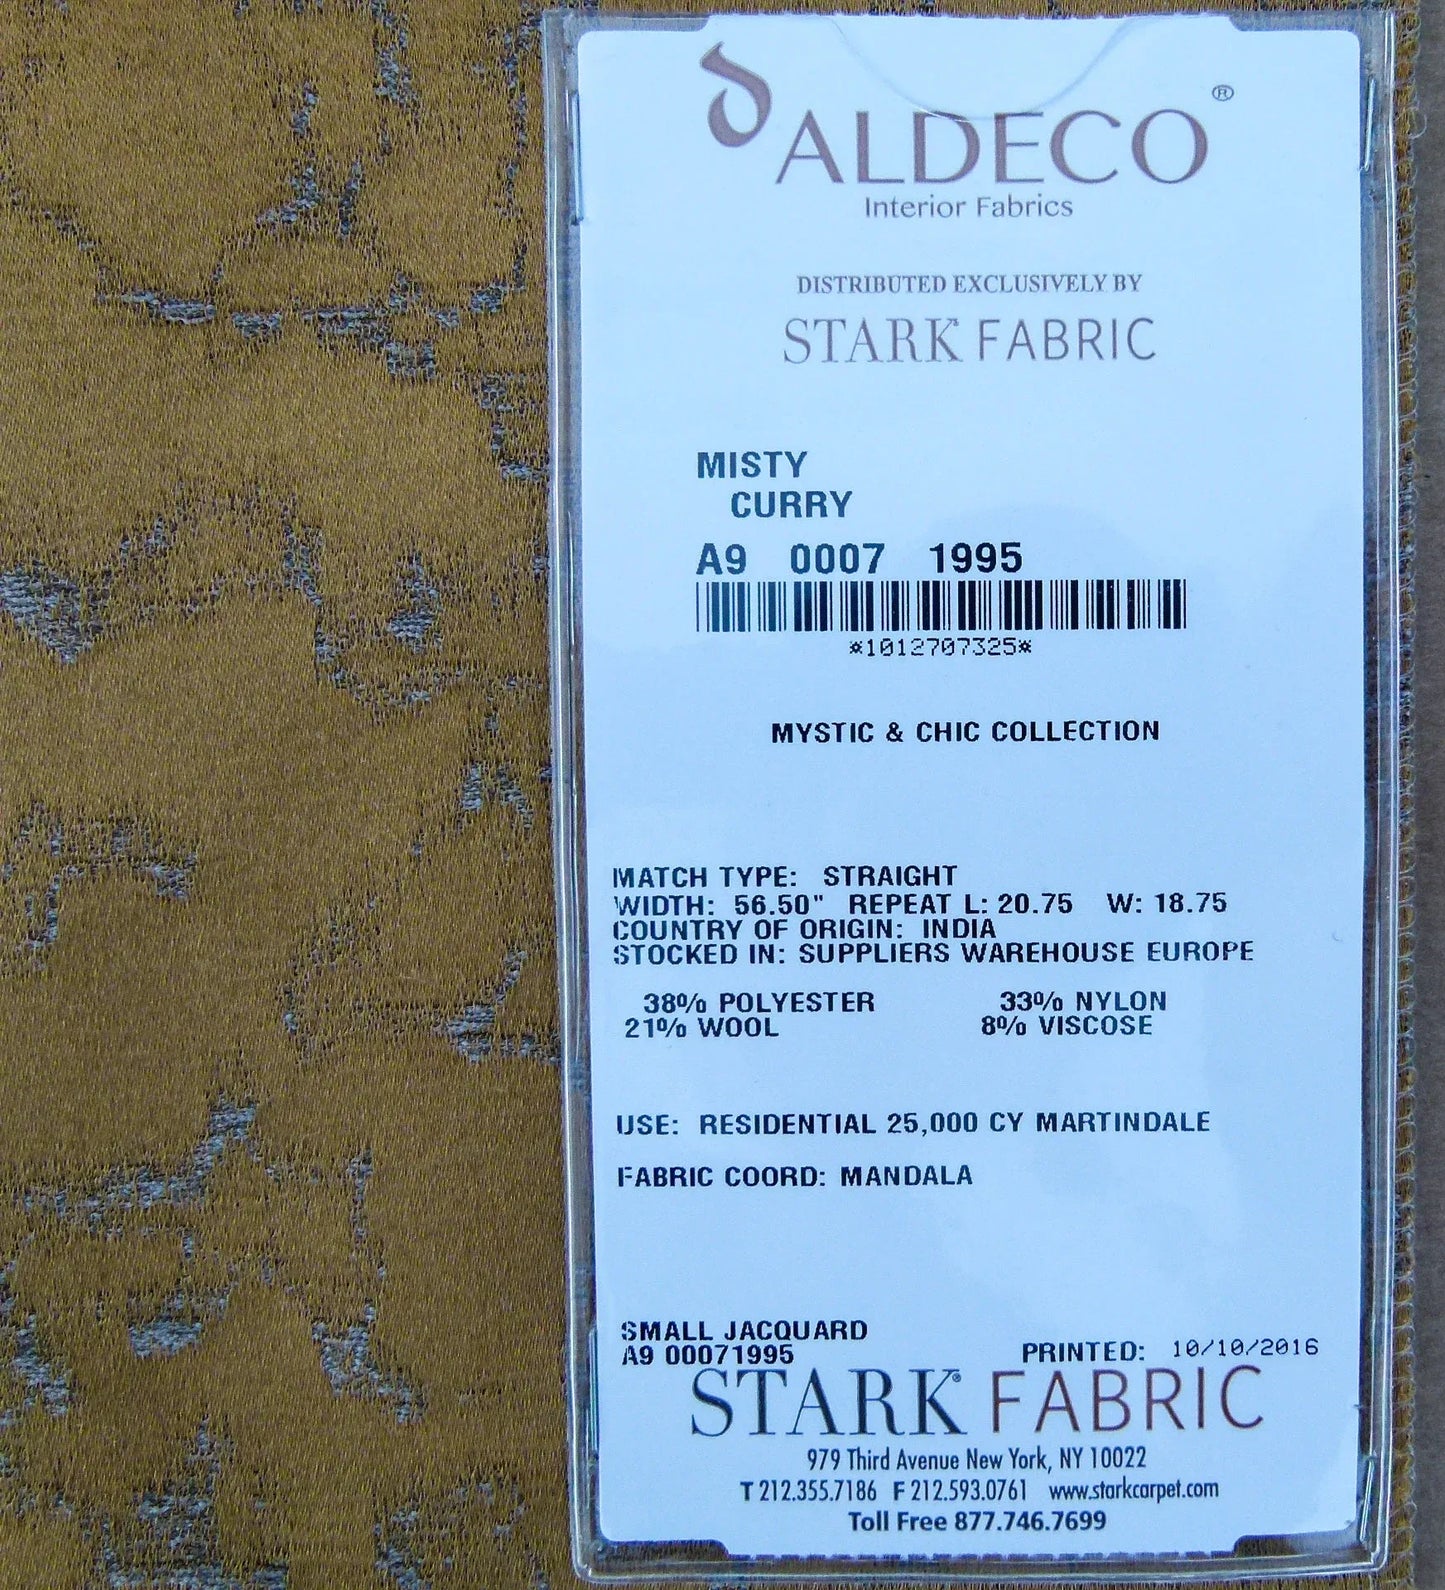 ALDECO®
Interior Fabrics
DISTRIBUTED EXCLUSIVELY BY
STARK FABRIC
MISTY
CURRY
A9 0007 1995
*1012707325*
MYSTIC & CHIC COLLECTION
MATCH TYPE: STRAIGHT
WIDTH: 56.50" REPEAT L: 20.75 W: 18.75
COUNTRY OF ORIGIN: INDIA
STOCKED IN: SUPPLIERS WAREHOUSE EUROPE
38% POLYESTER 33% NYLON
21% WOOL 8% VISCOSE
USE: RESIDENTIAL 25,000 CY MARTINDALE
FABRIC COORD: MANDALA
SMALL JACQUARD
A9 00071995 PRINTED: 10/10/2016
STARK® FABRIC
979 Third Avenue New York, NY 10022
T 212.355.7186 F 212.593.0761 www.starkcarpet.com
Toll Free 877.746.7699